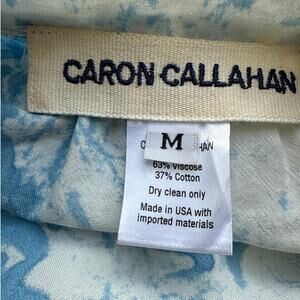 CARON CALLAHAN
M
63% Viscose
37% Cotton
Dry clean only
Made in USA with
imported materials